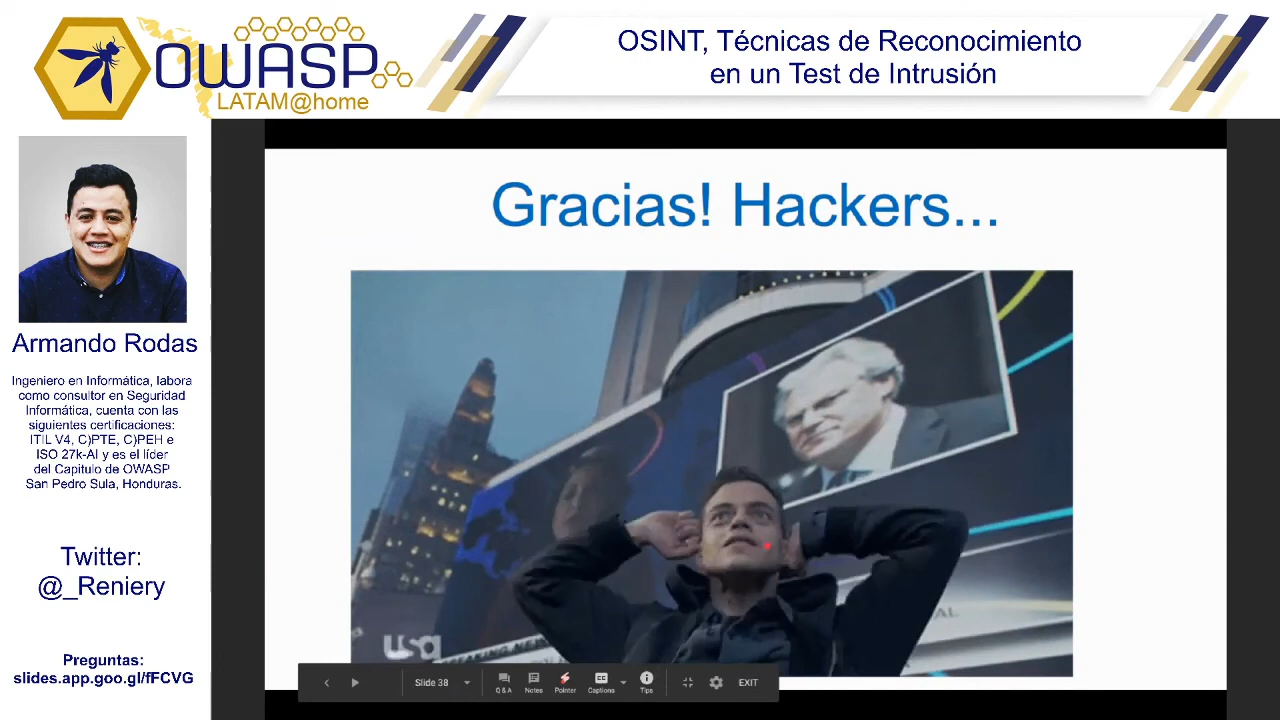 OWASP
LATAM@home
OSINT, Técnicas de Reconocimiento
en un Test de Intrusión
Armando Rodas
Ingeniero en Informática, labora
como consultor en Seguridad
Informática, cuenta con las
siguientes certificaciones:
ITIL V4, C)PTE, C)PEH e
ISO 27k-AI y es el líder
del Capitulo de OWASP
San Pedro Sula, Honduras.
Twitter:
@_Reniery
Preguntas:
slides.app.goo.gl/fFCVG
Gracias! Hackers...
usa
Slide 38
Q & A
Notes
Pointer
Captions
Tips
EXIT